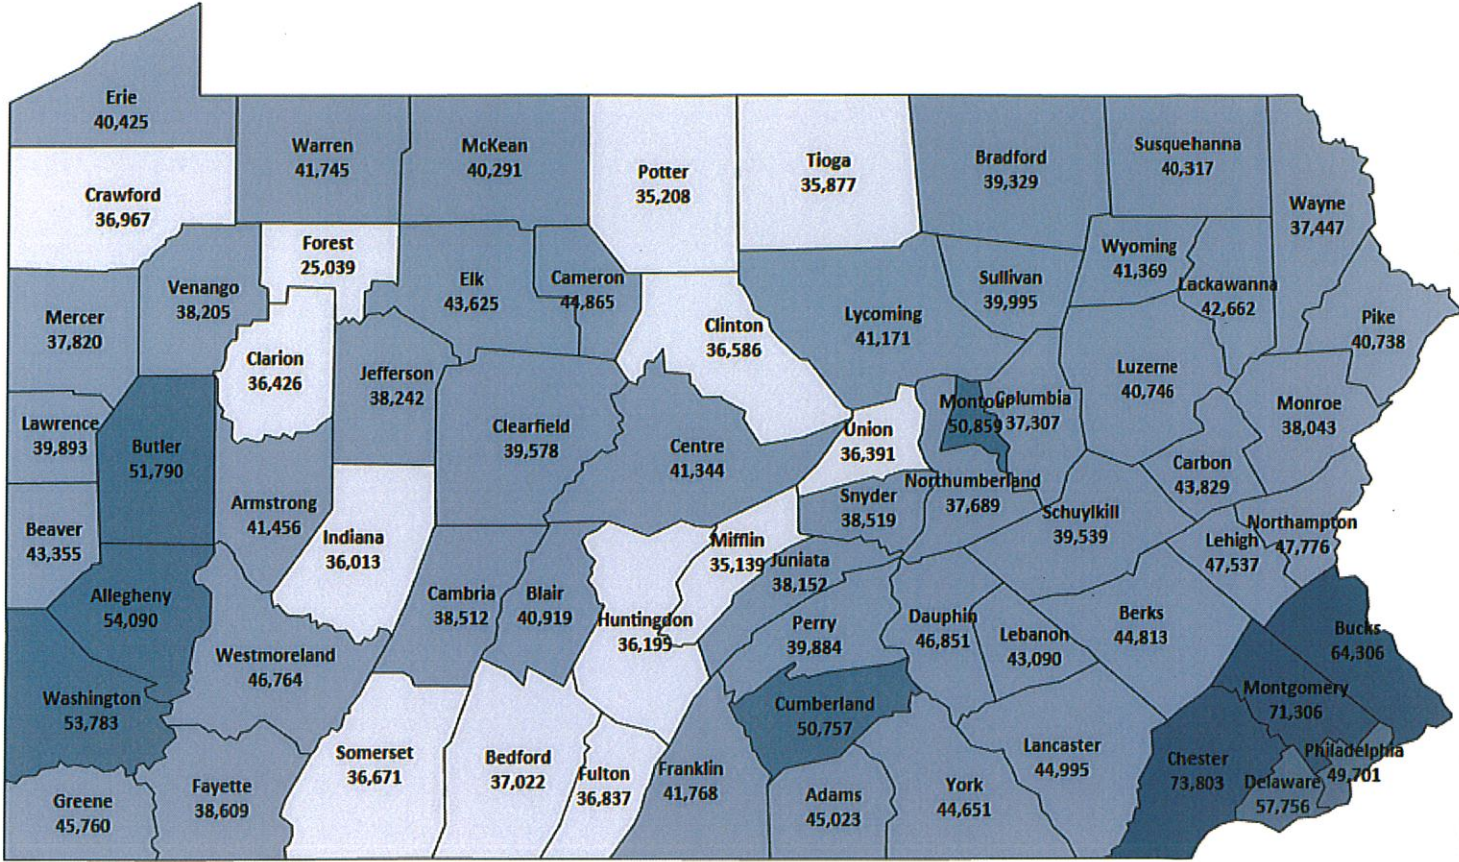 Erie
40,425
Warren
41,745
McKean
40,291
Potter
35,208
Tioga
35,877
Bradford
39,329
Susquehanna
40,317
Wayne
37,447
Crawford
36,967
Forest
25,039
Venango
38,205
Elk
43,625
Cameron
44,865
Wyoming
41,369
Sullivan
39,995
Lackawanna
42,662
Mercer
37,820
Clinton
36,586
Lycoming
41,171
Pike
40,738
Clarion
36,426
Jefferson
38,242
Luzerne
40,746
Monroe
38,043
Montour
50,859
Columbia
37,307
Lawrence
39,893
Butler
51,790
Clearfield
39,578
Centre
41,344
Union
36,391
Carbon
43,829
Snyder
38,519
Northumberland
37,689
Armstrong
41,456
Schuylkill
39,539
Northampton
47,776
Beaver
43,355
Indiana
36,013
Mifflin
35,139
Juniata
38,152
Lehigh
47,537
Allegheny
54,090
Cambria
38,512
Blair
40,919
Huntingdon
36,199
Perry
39,884
Dauphin
46,851
Lebanon
43,090
Berks
44,813
Bucks
64,306
Westmoreland
46,764
Washington
53,783
Cumberland
50,757
Montgomery
71,306
Somerset
36,671
Bedford
37,022
Fulton
36,837
Franklin
41,768
Lancaster
44,995
Chester
73,803
Philadelphia
49,701
Delaware
57,756
Greene
45,760
Fayette
38,609
Adams
45,023
York
44,651